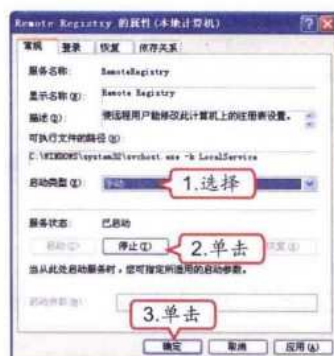 Remote Registry 的属性(本地计算机)
常规 登录 恢复 依存关系
服务名称: RemoteRegistry
显示名称(N): Remote Registry
描述(D): 使远程用户能修改此计算机上的注册表设置。
可执行文件的路径(H):
C:\WINDOWS\system32\svchost.exe -k LocalService
启动类型(E): 手动
1.选择
服务状态: 已启动
启动(S) 停止(T)
2.单击
当从此处启动服务时,您可指定所适用的启动参数。
启动参数(M):
3.单击
确定 取消 应用(A)